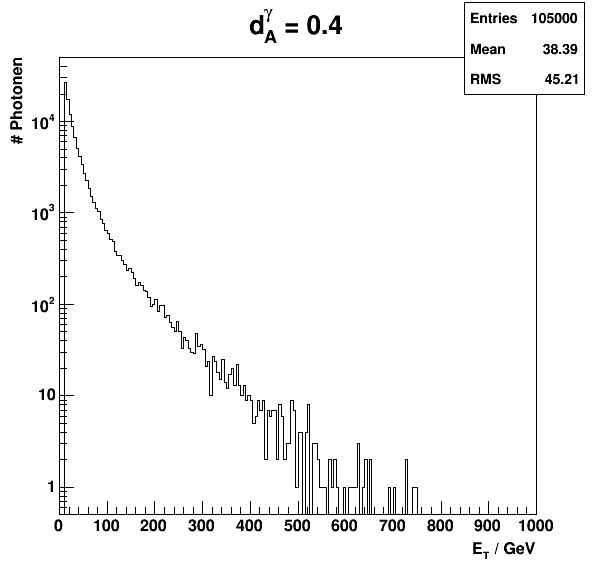 d_A^γ = 0.4
Entries 105000
Mean 38.39
RMS 45.21
# Photonen
10^4
10^3
10^2
10
1
0 100 200 300 400 500 600 700 800 900 1000
E_T / GeV